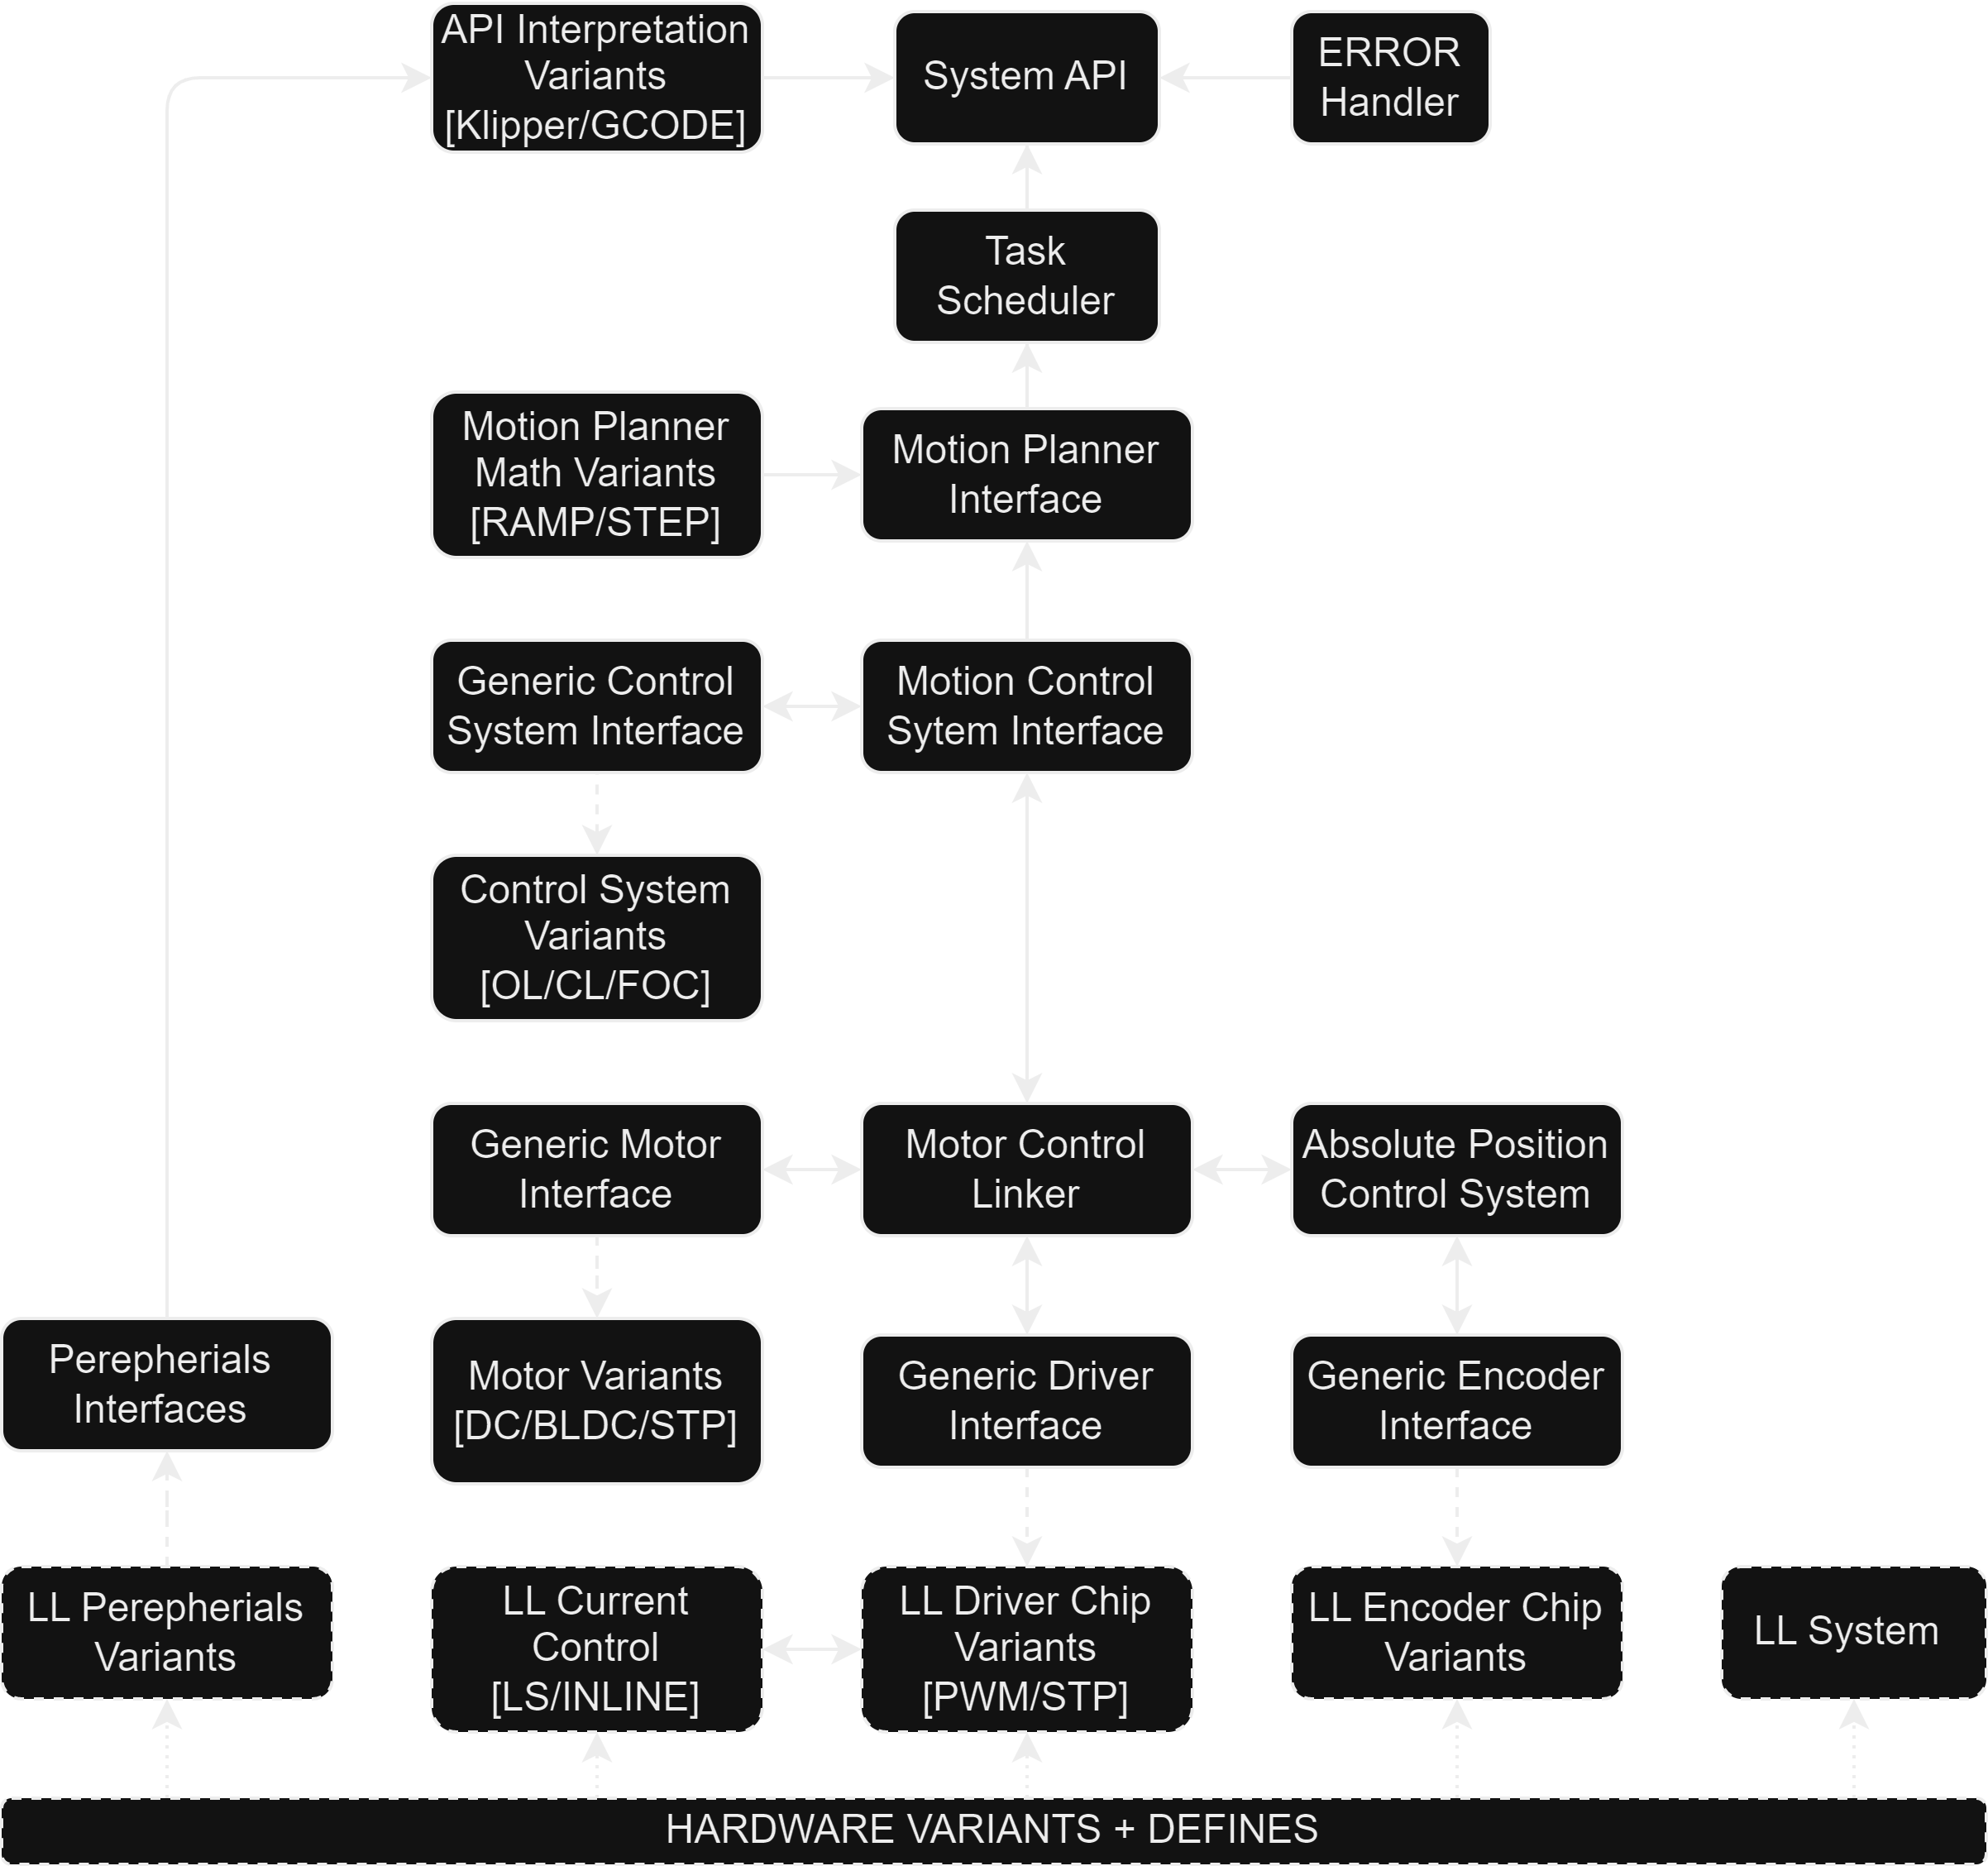 API Interpretation
Variants
[Klipper/GCODE]
System API
ERROR
Handler
Task
Scheduler
Motion Planner
Math Variants
[RAMP/STEP]
Motion Planner
Interface
Generic Control
System Interface
Motion Control
Sytem Interface
Control System
Variants
[OL/CL/FOC]
Generic Motor
Interface
Motor Control
Linker
Absolute Position
Control System
Perepherials
Interfaces
Motor Variants
[DC/BLDC/STP]
Generic Driver
Interface
Generic Encoder
Interface
LL Perepherials
Variants
LL Current
Control
[LS/INLINE]
LL Driver Chip
Variants
[PWM/STP]
LL Encoder Chip
Variants
LL System
HARDWARE VARIANTS + DEFINES